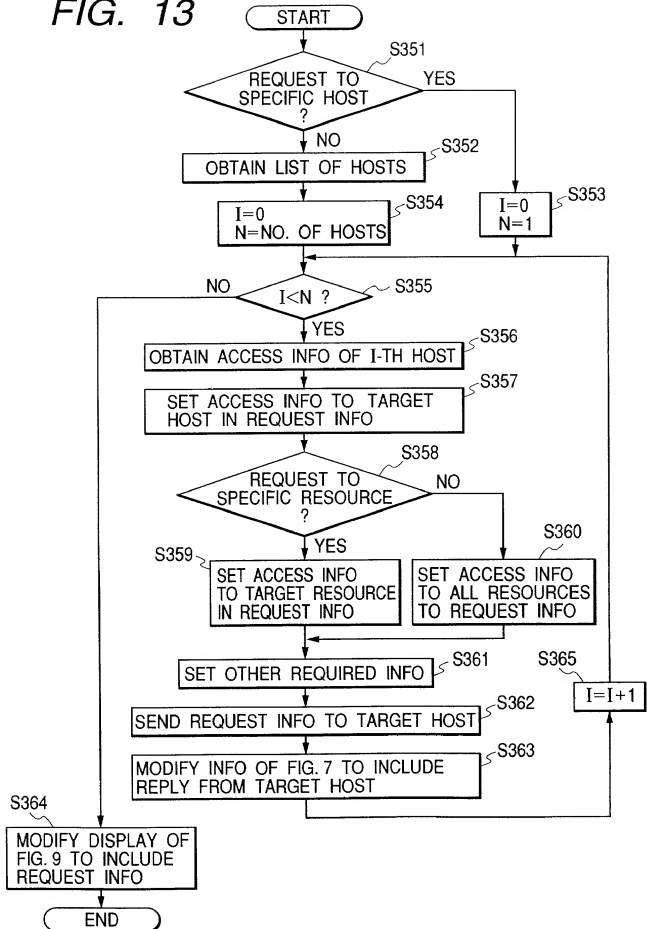 FIG. 13
START
S351
REQUEST TO
SPECIFIC HOST
?
YES
NO
S352
OBTAIN LIST OF HOSTS
S354
I=0
N=NO. OF HOSTS
S353
I=0
N=1
NO
S355
I<N ?
YES
S356
OBTAIN ACCESS INFO OF I-TH HOST
S357
SET ACCESS INFO TO TARGET
HOST IN REQUEST INFO
S358
REQUEST TO
SPECIFIC RESOURCE
?
NO
YES
S359
SET ACCESS INFO
TO TARGET RESOURCE
IN REQUEST INFO
S360
SET ACCESS INFO
TO ALL RESOURCES
TO REQUEST INFO
S361
SET OTHER REQUIRED INFO
S365
I=I+1
S362
SEND REQUEST INFO TO TARGET HOST
S363
MODIFY INFO OF FIG. 7 TO INCLUDE
REPLY FROM TARGET HOST
S364
MODIFY DISPLAY OF
FIG. 9 TO INCLUDE
REQUEST INFO
END